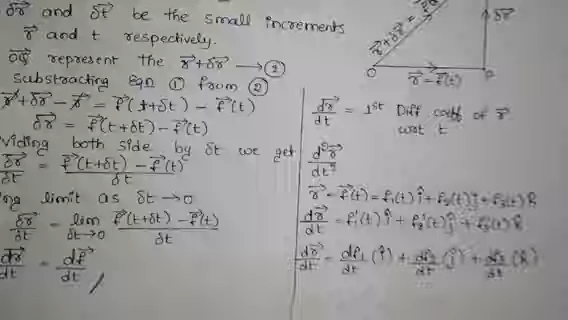 δr⃗ and δt⃗ be the small increments
r⃗ and t respectively.
OQ⃗ represent the r⃗+δr⃗ → ②
Substracting Eqn ① from ②
r⃗+δr⃗ - r⃗ = f⃗(t+δt) - f⃗(t)
δr⃗ = f⃗(t+δt) - f⃗(t)
viding both side by δt we get
δr⃗/δt = f⃗(t+δt) - f⃗(t)/δt
ng limit as δt→0
δr⃗/δt = lim δt→0 f⃗(t+δt) - f⃗(t)/δt
dr⃗/dt = df⃗/dt
r⃗+δr⃗ =
δr⃗
O r⃗ = f⃗(t) P
dr⃗/dt = 1st Diff coeff of r⃗
wrt t
d²r⃗/dt²
r⃗ = f⃗(t) = f₁(t) î + f₂(t) ĵ + f₃(t) k̂
dr⃗/dt = f₁'(t) î + f₂'(t) ĵ + f₃'(t) k̂
dr⃗/dt = df₁/dt (î) + df₂/dt (ĵ) + df₃/dt (k̂)